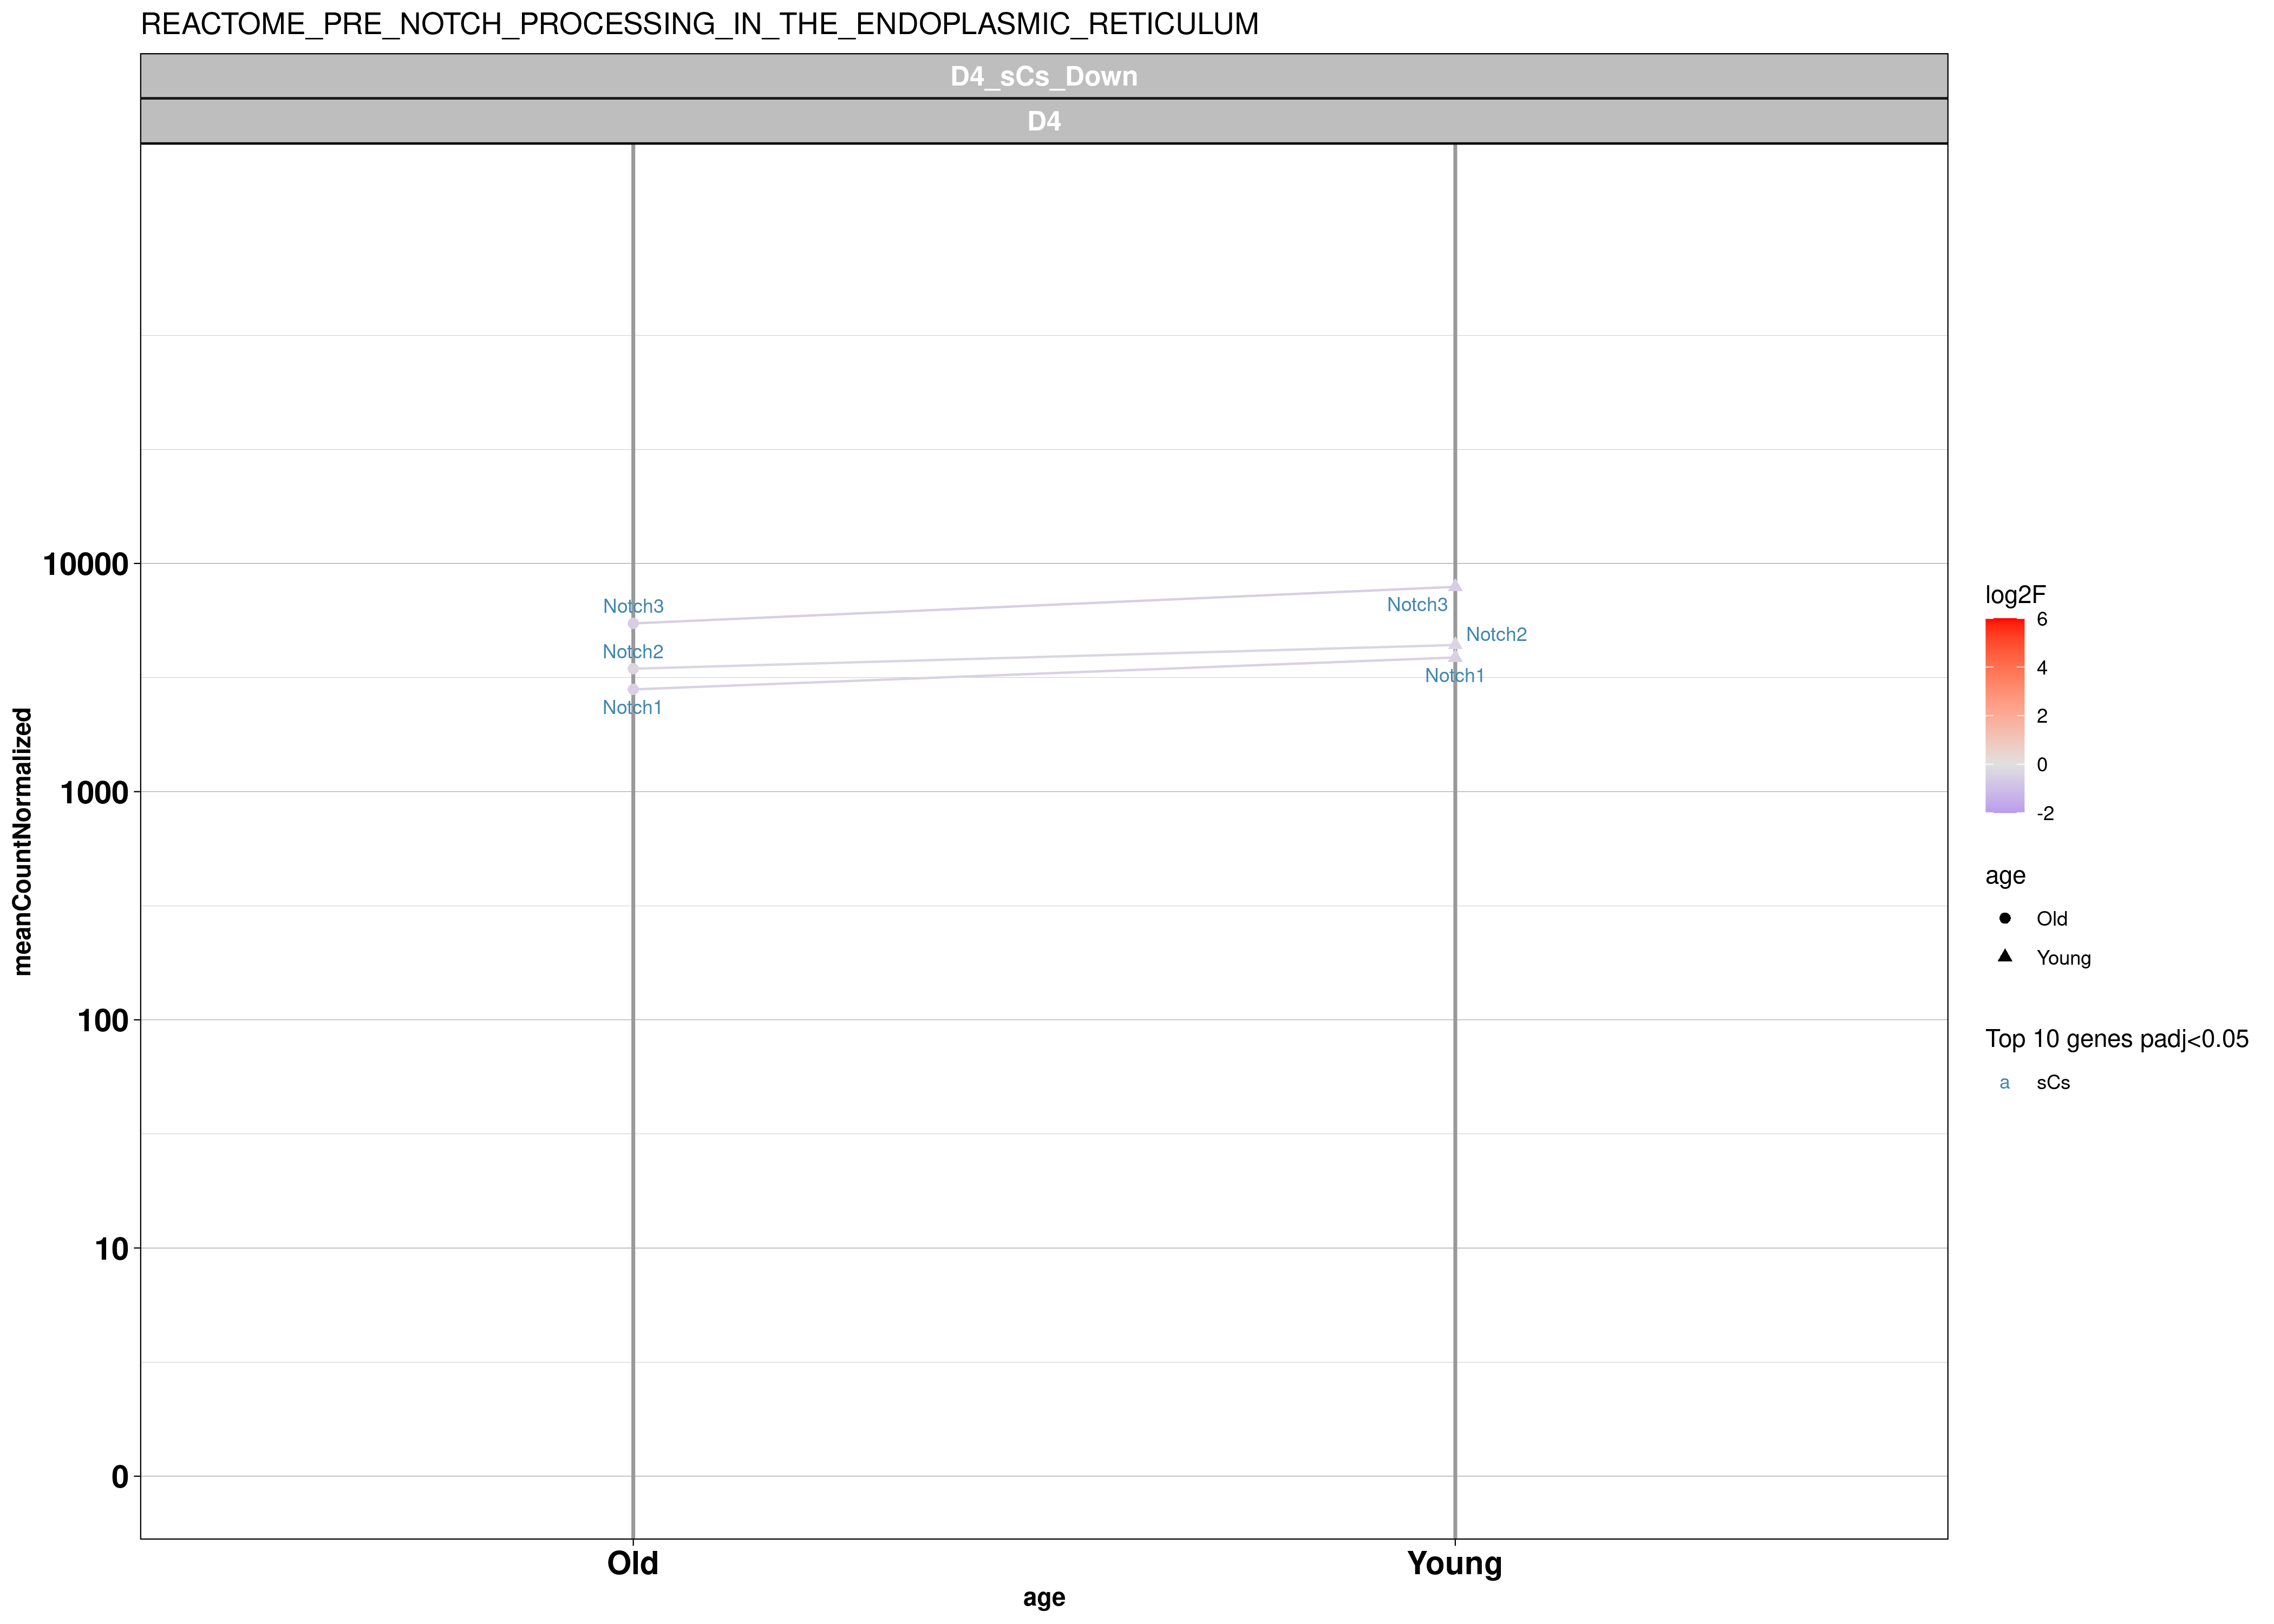 REACTOME_PRE_NOTCH_PROCESSING_IN_THE_ENDOPLASMIC_RETICULUM
D4_sCs_Down
D4
meanCountNormalized
10000
1000
100
10
0
Notch3
Notch2
Notch1
Notch3
Notch2
Notch1
Old
Young
age
log2F
6
4
2
0
-2
age
Old
Young
Top 10 genes padj<0.05
a sCs